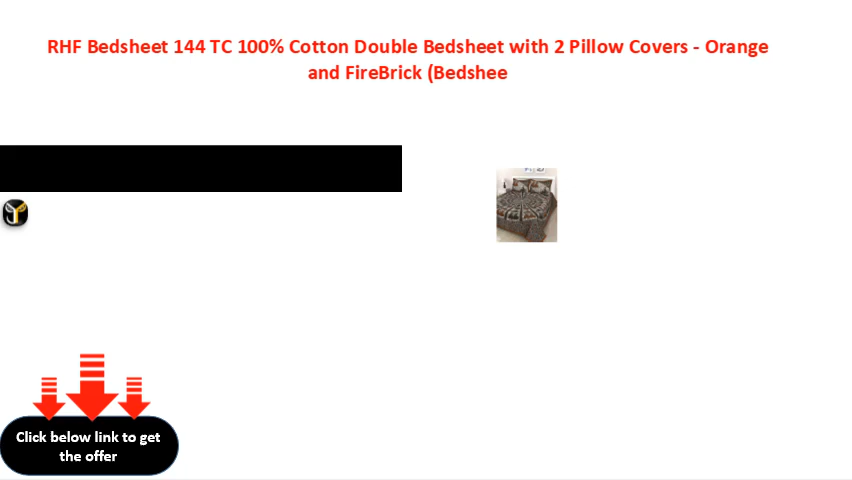 RHF Bedsheet 144 TC 100% Cotton Double Bedsheet with 2 Pillow Covers - Orange
and FireBrick (Bedshee
Click below link to get
the offer